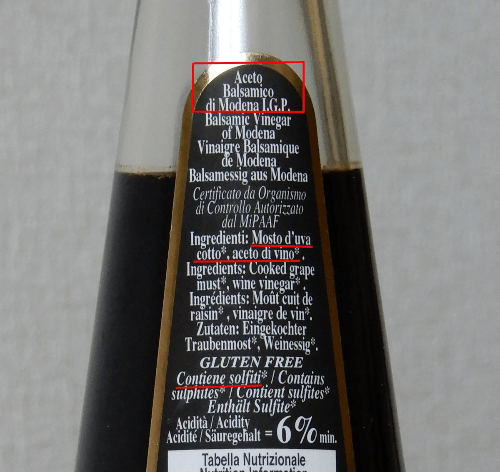 Aceto
Balsamico
di Modena I.G.P.
Balsamic Vinegar
of Modena
Vinaigre Balsamique
de Modena
Balsamessig aus Modena
Certificato da Organismo
di Controllo Autorizzato
dal MiPAAF
Ingredienti: Mosto d'uva
cotto*, aceto di vino*.
Ingredients: Cooked grape
must*, wine vinegar*.
Ingrédients: Moût cuit de
raisin*, vinaigre de vin*.
Zutaten: Eingekochter
Traubenmost*, Weinessig*.
GLUTEN FREE
Contiene solfiti* / Contains
sulphites* / Contient sulfites*
Enthält Sulfite*
Acidità / Acidity
Acidité / Säuregehalt = 6% min.
Tabella Nutrizionale
Nutrition Information